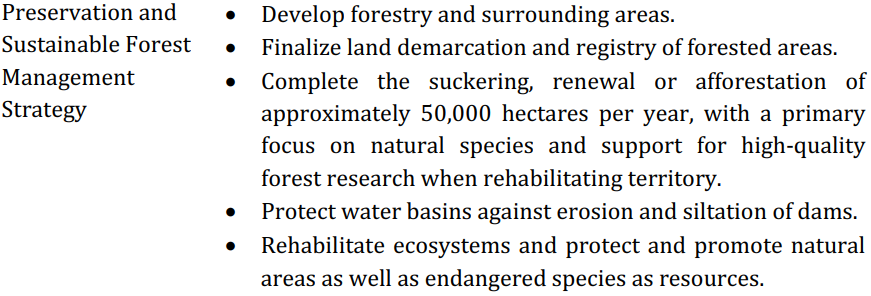 Preservation and
Sustainable Forest
Management
Strategy
• Develop forestry and surrounding areas.
• Finalize land demarcation and registry of forested areas.
• Complete the suckering, renewal or afforestation of
approximately 50,000 hectares per year, with a primary
focus on natural species and support for high-quality
forest research when rehabilitating territory.
• Protect water basins against erosion and siltation of dams.
• Rehabilitate ecosystems and protect and promote natural
areas as well as endangered species as resources.